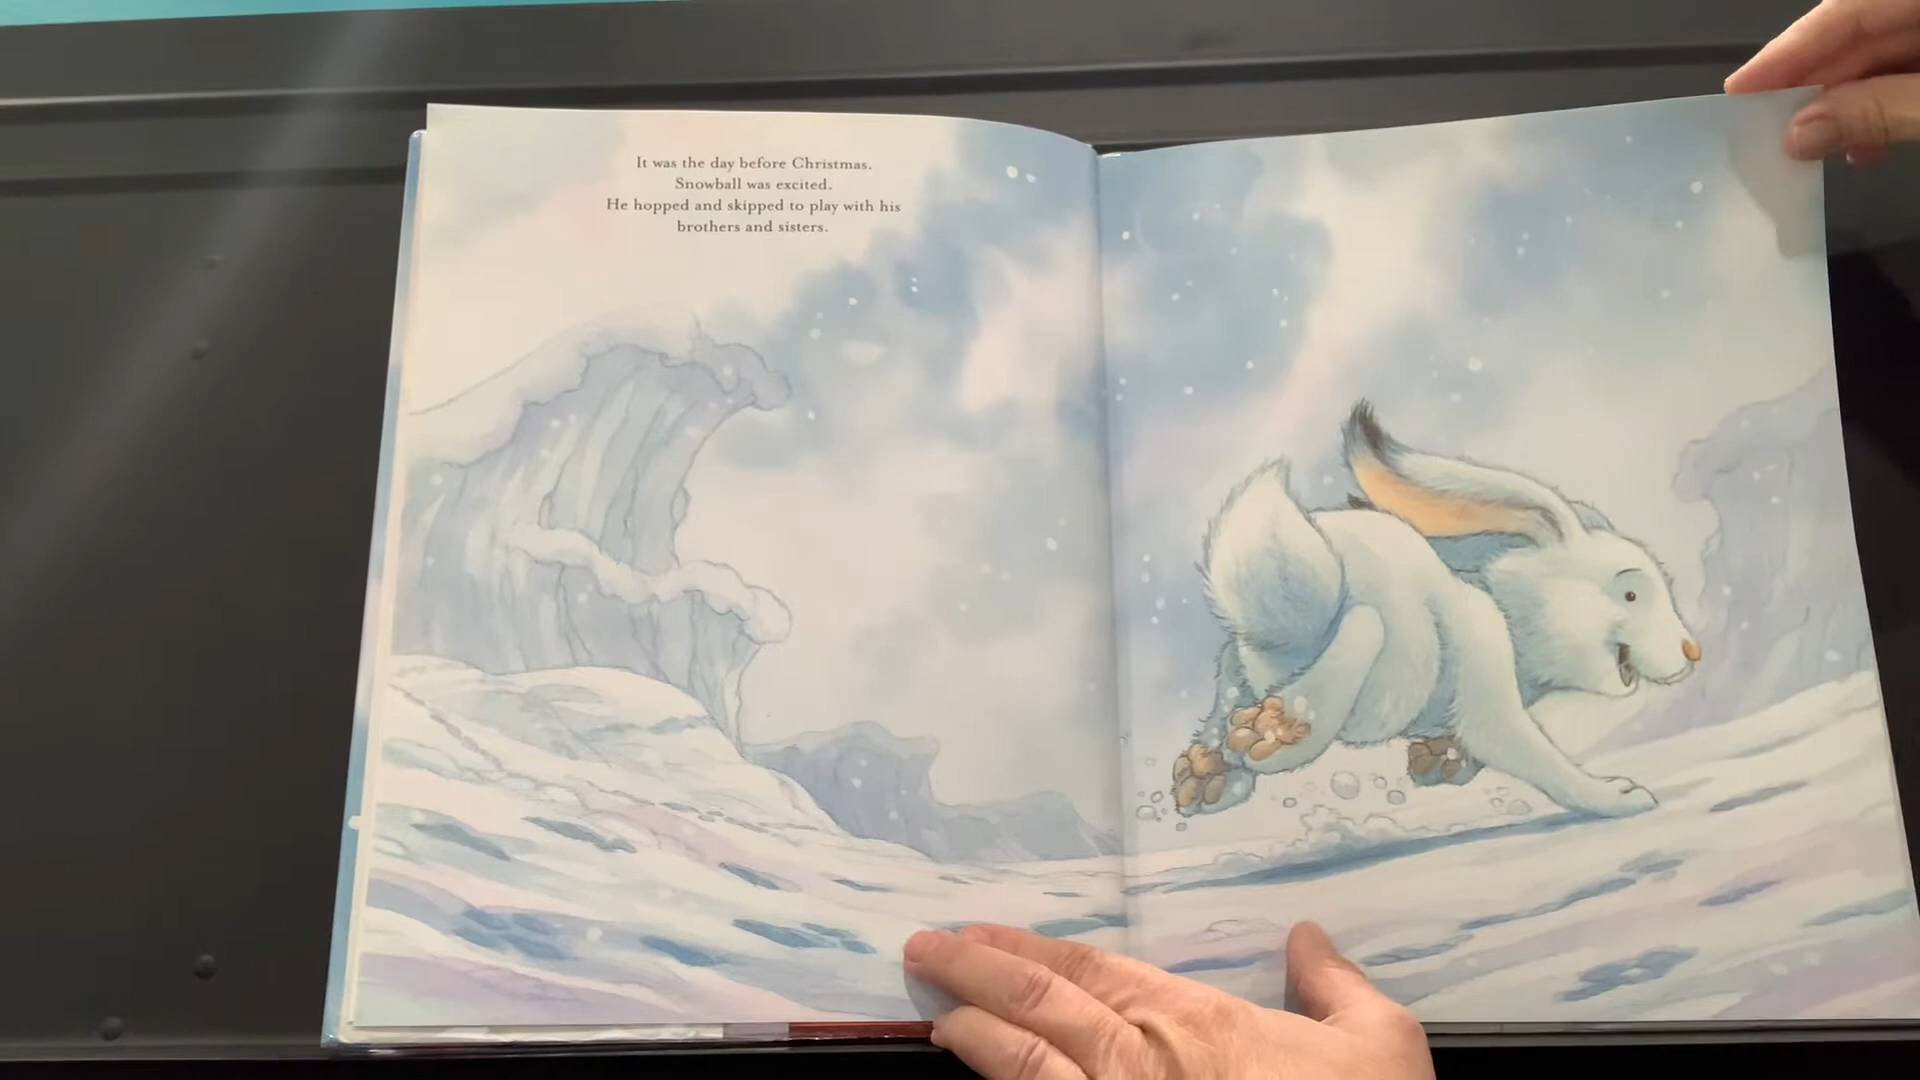 It was the day before Christmas.
Snowball was excited.
He hopped and skipped to play with his
brothers and sisters.